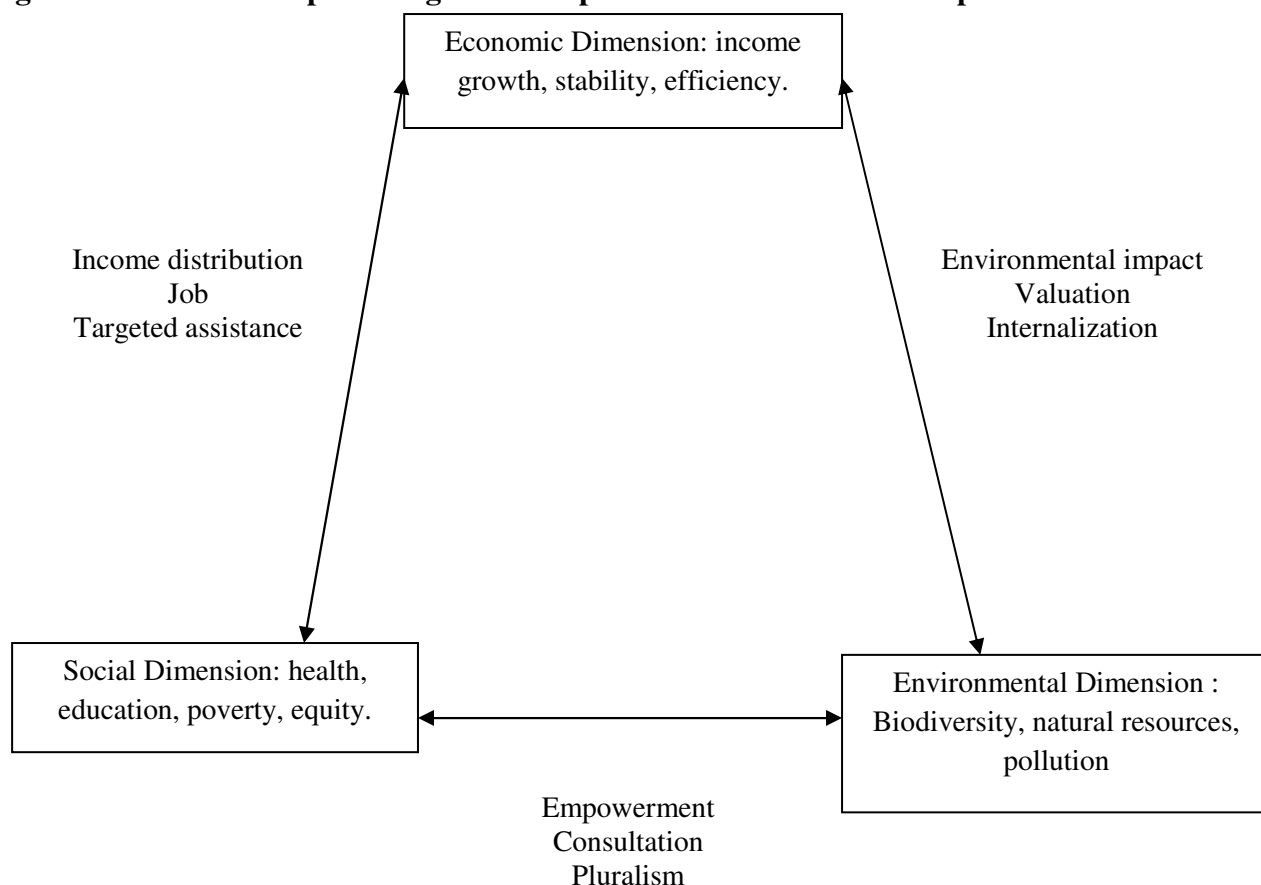 Economic Dimension: income
growth, stability, efficiency.
Income distribution
Job
Targeted assistance
Environmental impact
Valuation
Internalization
Social Dimension: health,
education, poverty, equity.
Environmental Dimension :
Biodiversity, natural resources,
pollution
Empowerment
Consultation
Pluralism